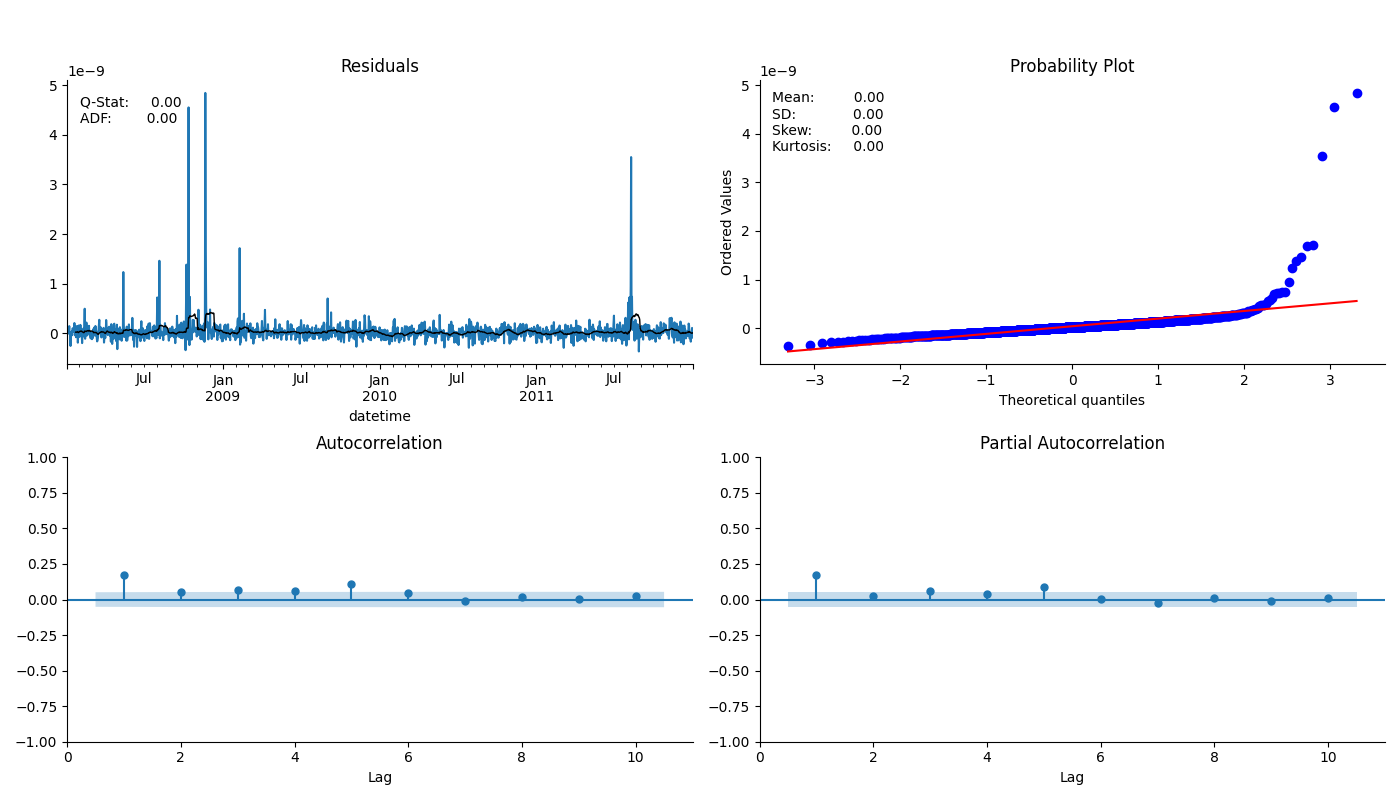 Residuals
1e−9
Q-Stat: 0.00
ADF: 0.00
5
4
3
2
1
0
Jul Jan Jul Jan Jul Jan Jul
2009 2010 2011
datetime
Probability Plot
1e−9
Mean: 0.00
SD: 0.00
Skew: 0.00
Kurtosis: 0.00
Ordered Values
5
4
3
2
1
0
−3 −2 −1 0 1 2 3
Theoretical quantiles
Autocorrelation
1.00
0.75
0.50
0.25
0.00
−0.25
−0.50
−0.75
−1.00
0 2 4 6 8 10
Lag
Partial Autocorrelation
1.00
0.75
0.50
0.25
0.00
−0.25
−0.50
−0.75
−1.00
0 2 4 6 8 10
Lag